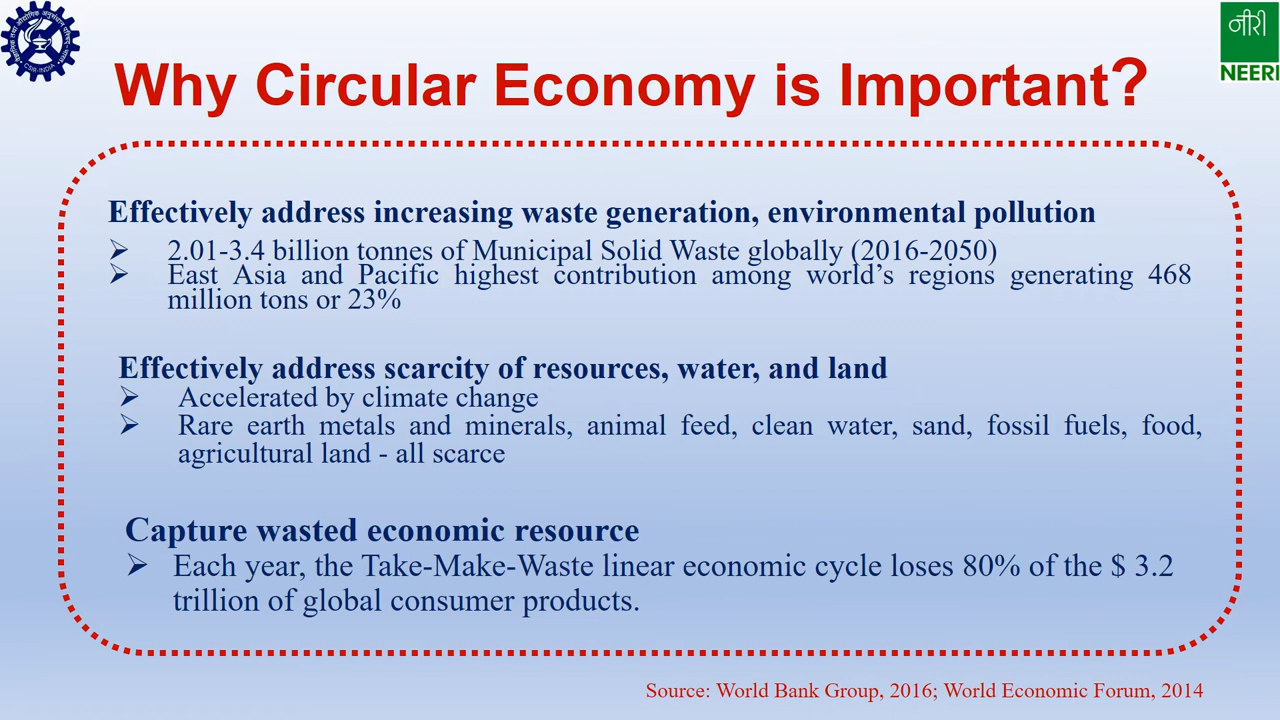 CSIR-INDIA
नीरी
NEERI
Why Circular Economy is Important?
Effectively address increasing waste generation, environmental pollution
➢ 2.01-3.4 billion tonnes of Municipal Solid Waste globally (2016-2050)
➢ East Asia and Pacific highest contribution among world’s regions generating 468
million tons or 23%
Effectively address scarcity of resources, water, and land
➢ Accelerated by climate change
➢ Rare earth metals and minerals, animal feed, clean water, sand, fossil fuels, food,
agricultural land - all scarce
Capture wasted economic resource
➢ Each year, the Take-Make-Waste linear economic cycle loses 80% of the $ 3.2
trillion of global consumer products.
Source: World Bank Group, 2016; World Economic Forum, 2014